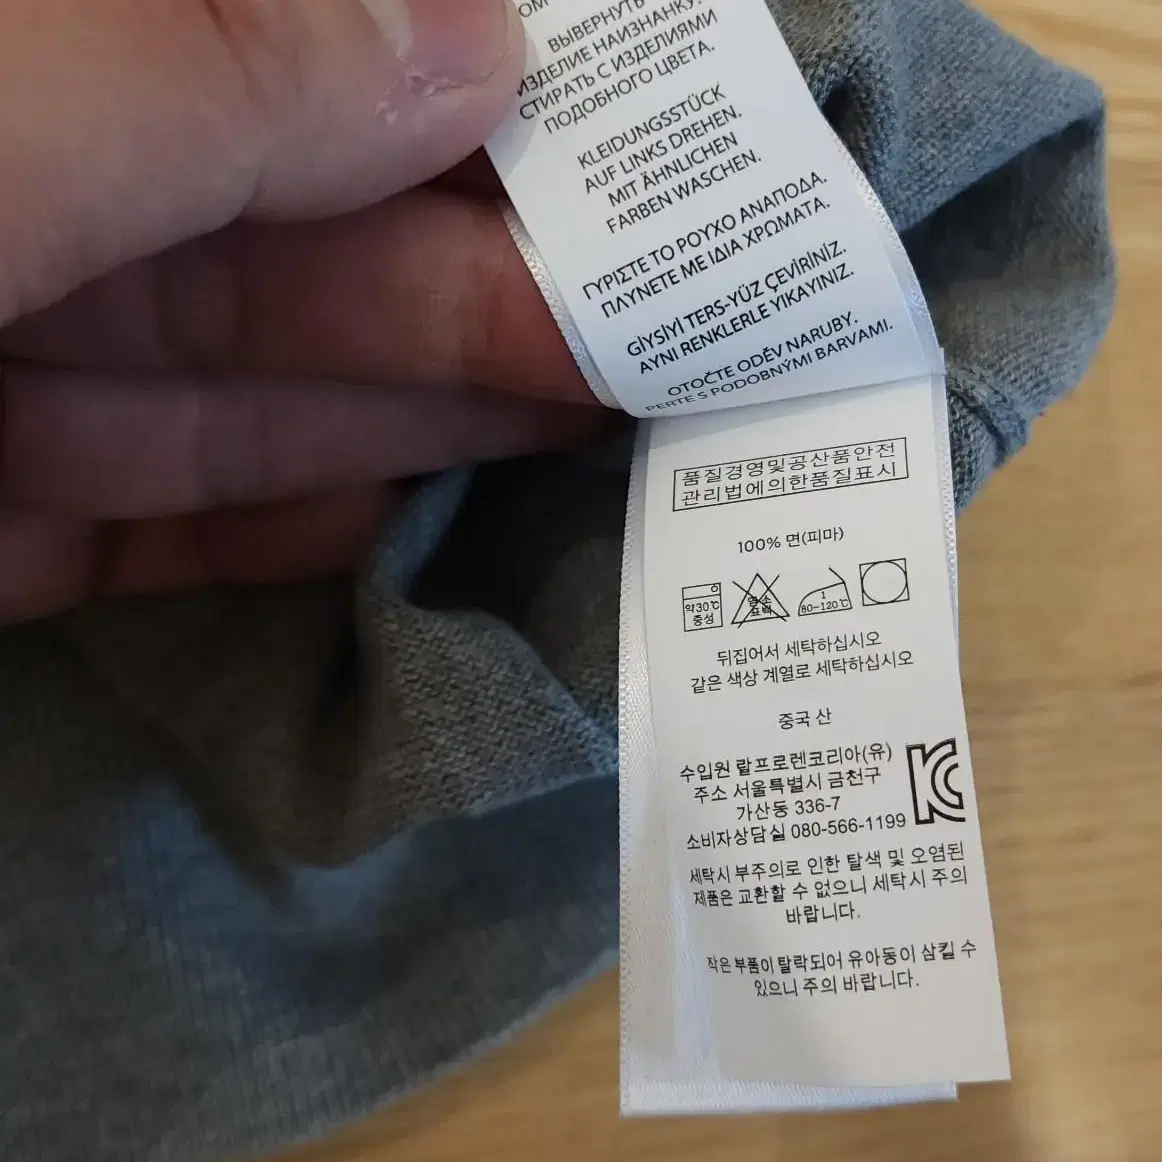 ВЫВЕРНУТЬ
ИЗДЕЛИЕ НАИЗНАНКУ.
СТИРАТЬ С ИЗДЕЛИЯМИ
ПОДОБНОГО ЦВЕТА.
KLEIDUNGSSTÜCK
AUF LINKS DREHEN.
MIT ÄHNLICHEN
FARBEN WASCHEN.
ΓΥΡΙΣΤΕ ΤΟ ΡΟΥΧΟ ΑΝΑΠΟΔΑ.
ΠΛΥΝΕΤΕ ΜΕ ΙΔΙΑ ΧΡΩΜΑΤΑ.
GİYSİYİ TERS-YÜZ ÇEVİRİNİZ.
AYNI RENKLERLE YIKAYINIZ.
OTOČTE ODĚV NARUBY.
PERTE S PODOBNÝMI BARVAMI.
품질경영및공산품안전
관리법에의한품질표시
100% 면(피마)
약30℃
중성
염소
표백
1
80-120℃
뒤집어서 세탁하십시오
같은 색상 계열로 세탁하십시오
중국 산
수입원 랄프로렌코리아(유)
주소 서울특별시 금천구
가산동 336-7
소비자상담실 080-566-1199
세탁시 부주의로 인한 탈색 및 오염된
제품은 교환할 수 없으니 세탁시 주의
바랍니다.
작은 부품이 탈락되어 유아동이 삼킬 수
있으니 주의 바랍니다.